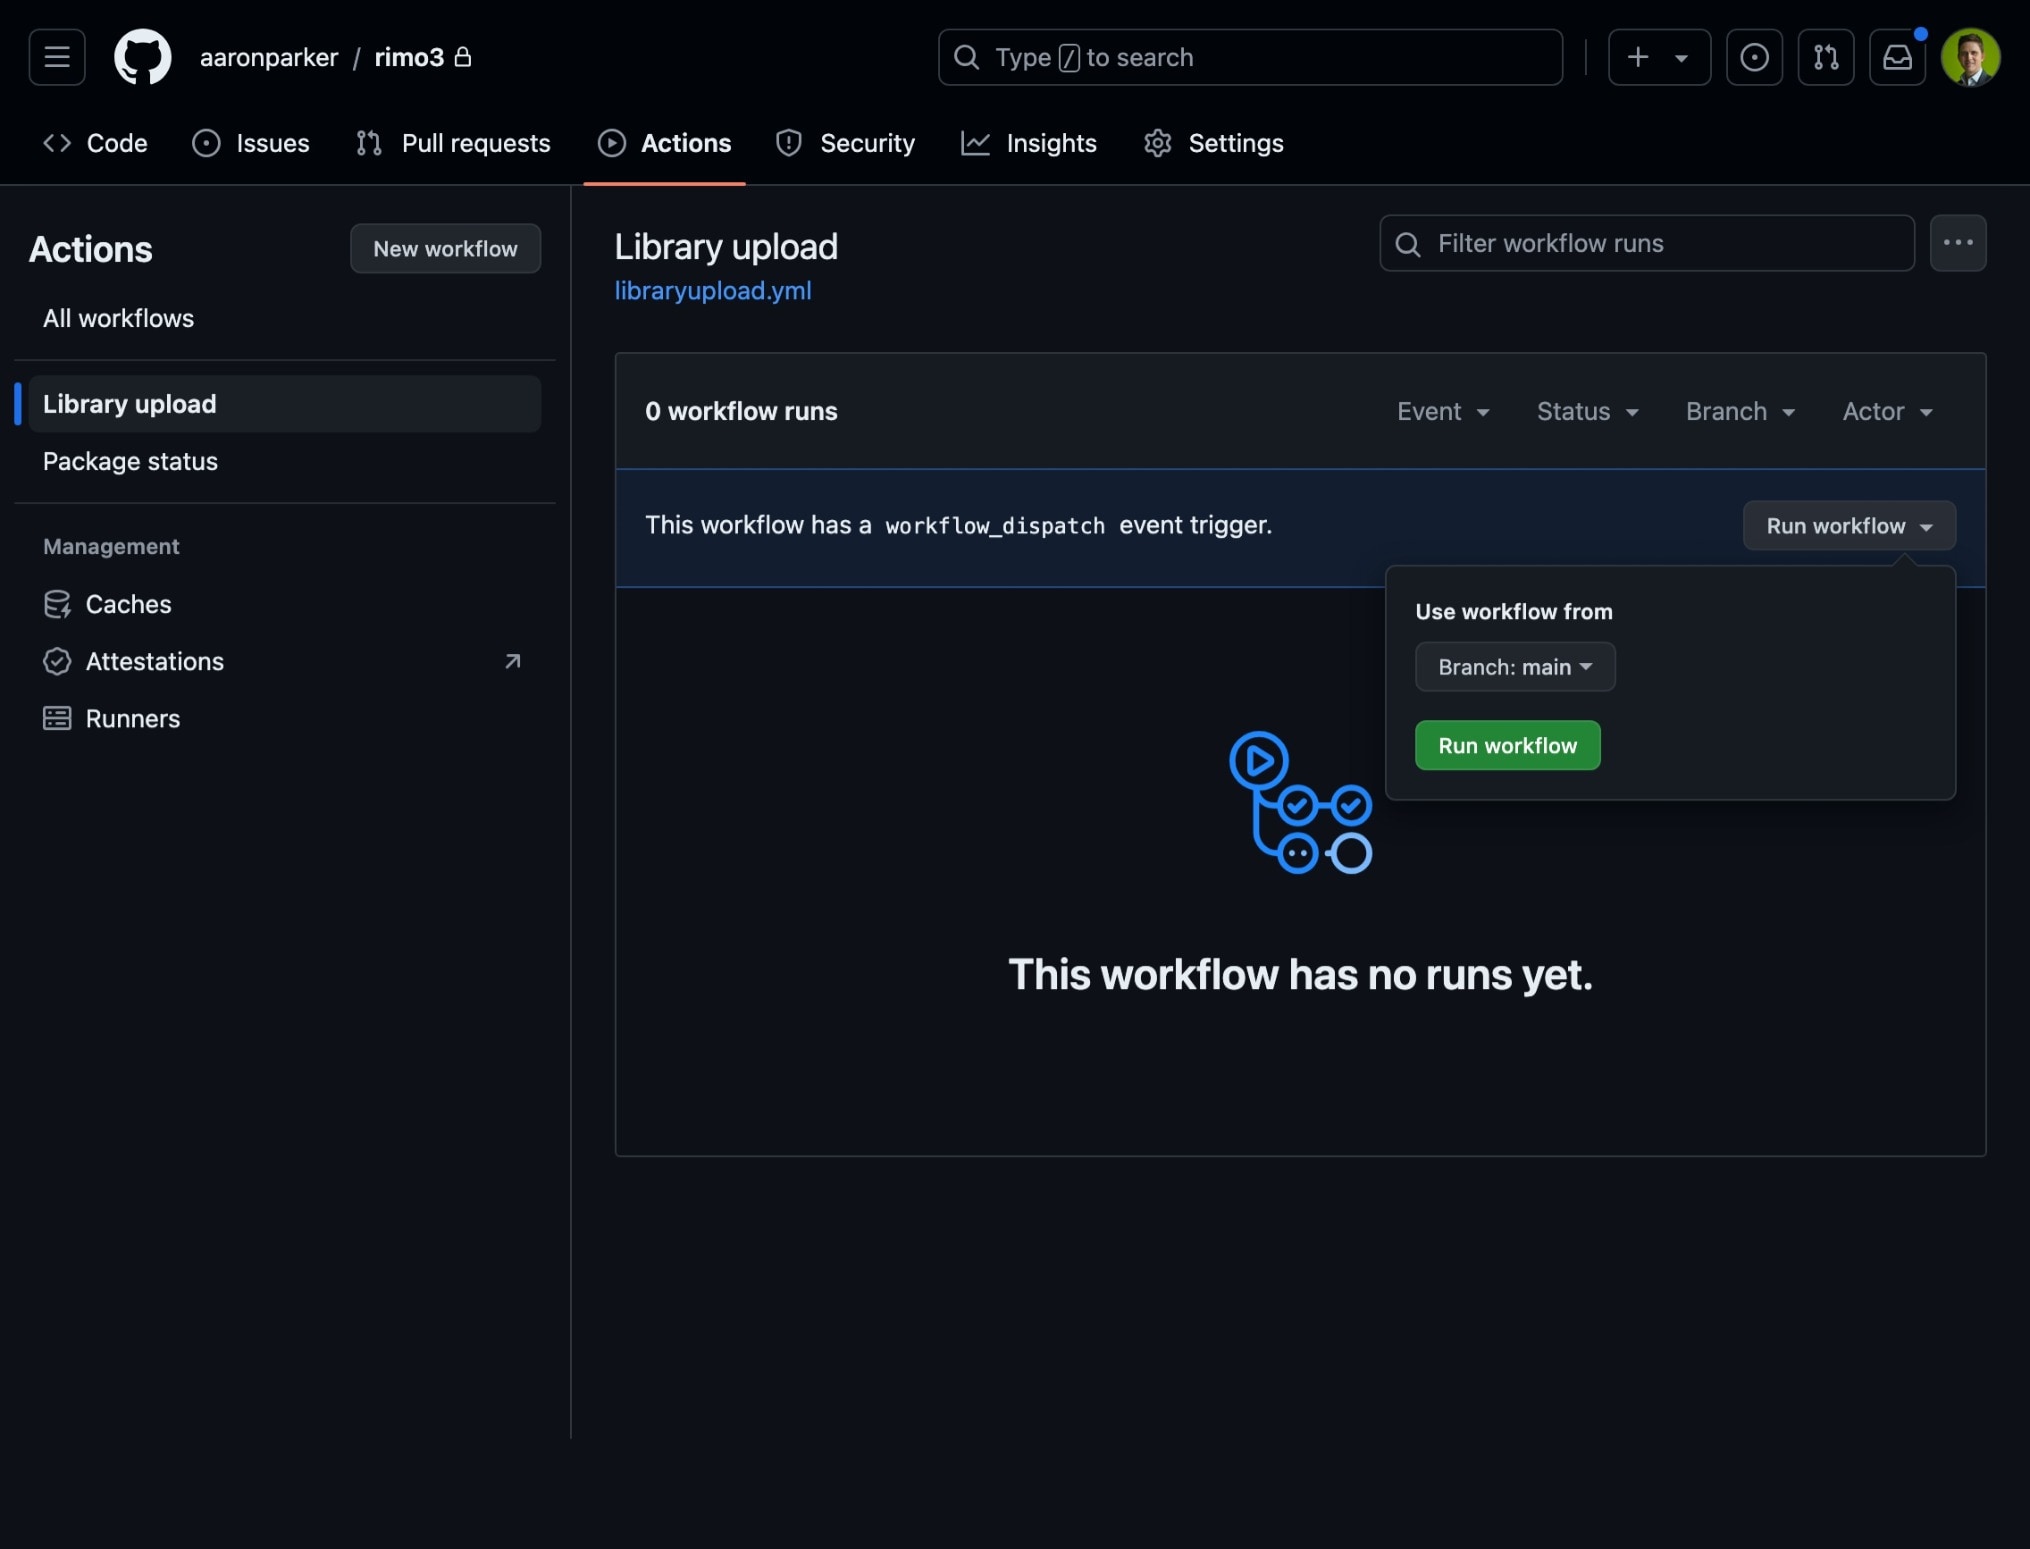 aaronparker / rimo3
Type / to search
Code
Issues
Pull requests
Actions
Security
Insights
Settings
Actions
New workflow
All workflows
Library upload
Package status
Management
Caches
Attestations
Runners
Library upload
libraryupload.yml
Filter workflow runs
0 workflow runs
Event
Status
Branch
Actor
This workflow has a workflow_dispatch event trigger.
Run workflow
Use workflow from
Branch: main
Run workflow
This workflow has no runs yet.